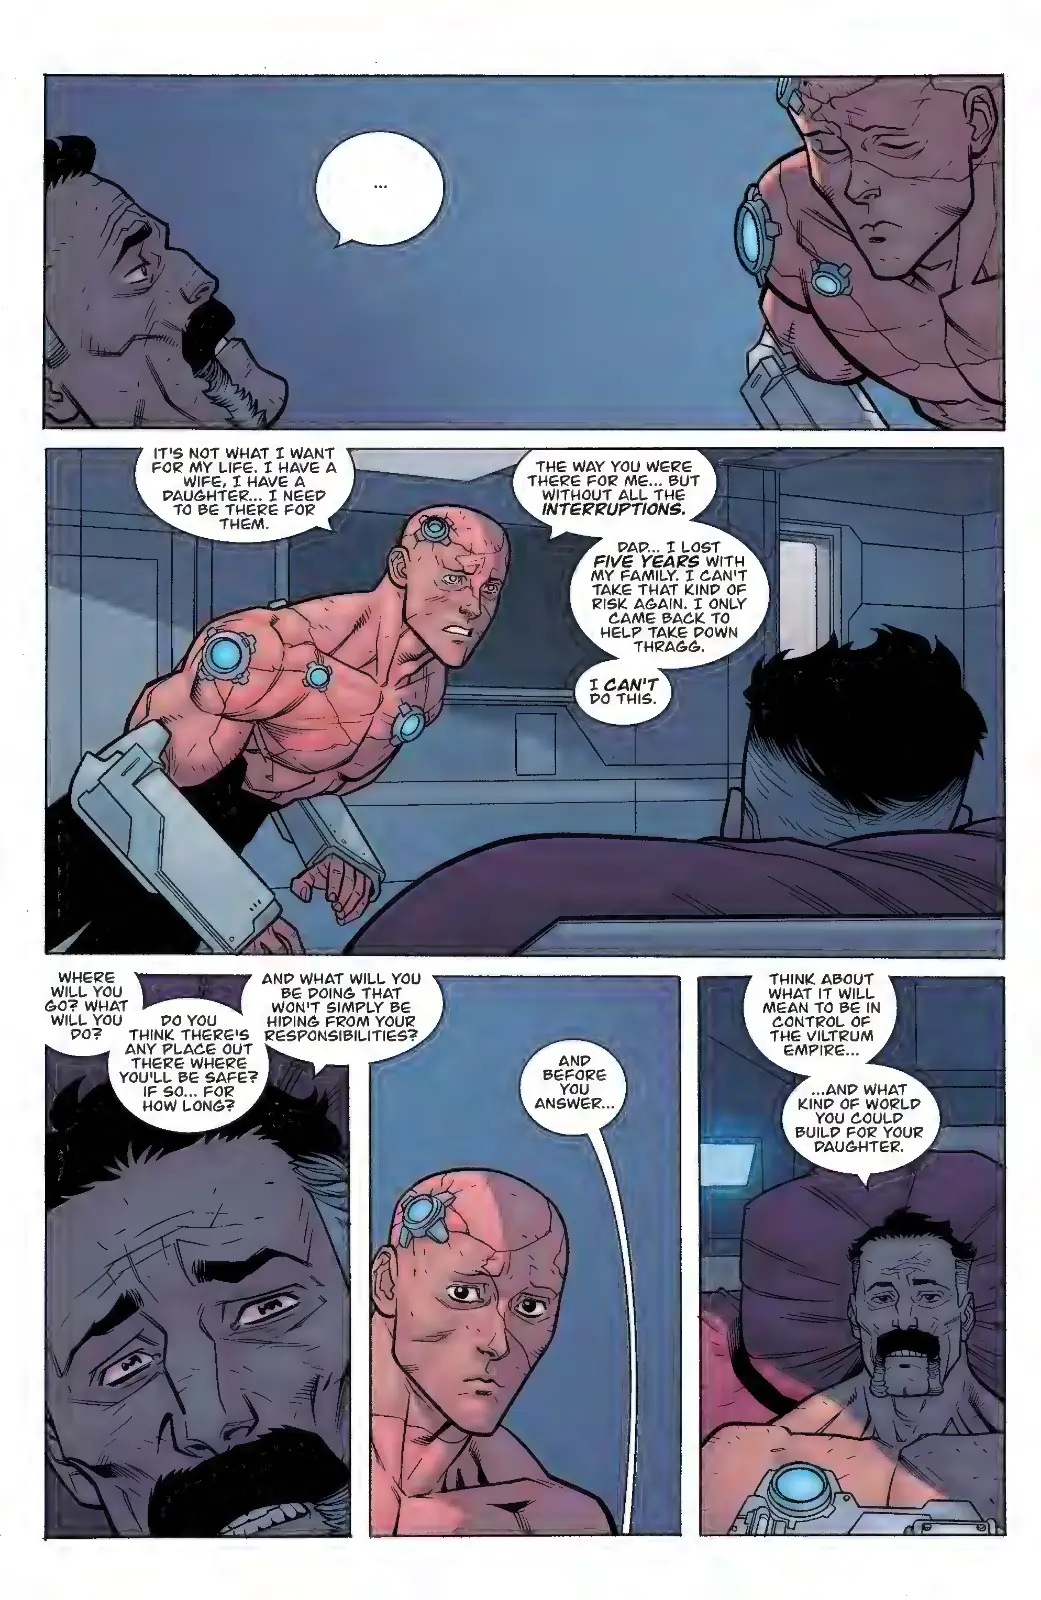 ...
IT'S NOT WHAT I WANT
FOR MY LIFE. I HAVE A
WIFE, I HAVE A
DAUGHTER... I NEED
TO BE THERE FOR
THEM.
THE WAY YOU WERE
THERE FOR ME... BUT
WITHOUT ALL THE
INTERRUPTIONS.
DAD... I LOST
FIVE YEARS WITH
MY FAMILY. I CAN'T
TAKE THAT KIND OF
RISK AGAIN. I ONLY
CAME BACK TO
HELP TAKE DOWN
THRAGG.
I CAN'T
DO THIS.
WHERE
WILL YOU
GO? WHAT
WILL YOU
DO?
DO YOU
THINK THERE'S
ANY PLACE OUT
THERE WHERE
YOU'LL BE SAFE?
IF SO... FOR
HOW LONG?
AND WHAT WILL YOU
BE DOING THAT
WON'T SIMPLY BE
HIDING FROM YOUR
RESPONSIBILITIES?
AND
BEFORE
YOU
ANSWER...
THINK ABOUT
WHAT IT WILL
MEAN TO BE IN
CONTROL OF
THE VILTRUM
EMPIRE...
...AND WHAT
KIND OF WORLD
YOU COULD
BUILD FOR YOUR
DAUGHTER.